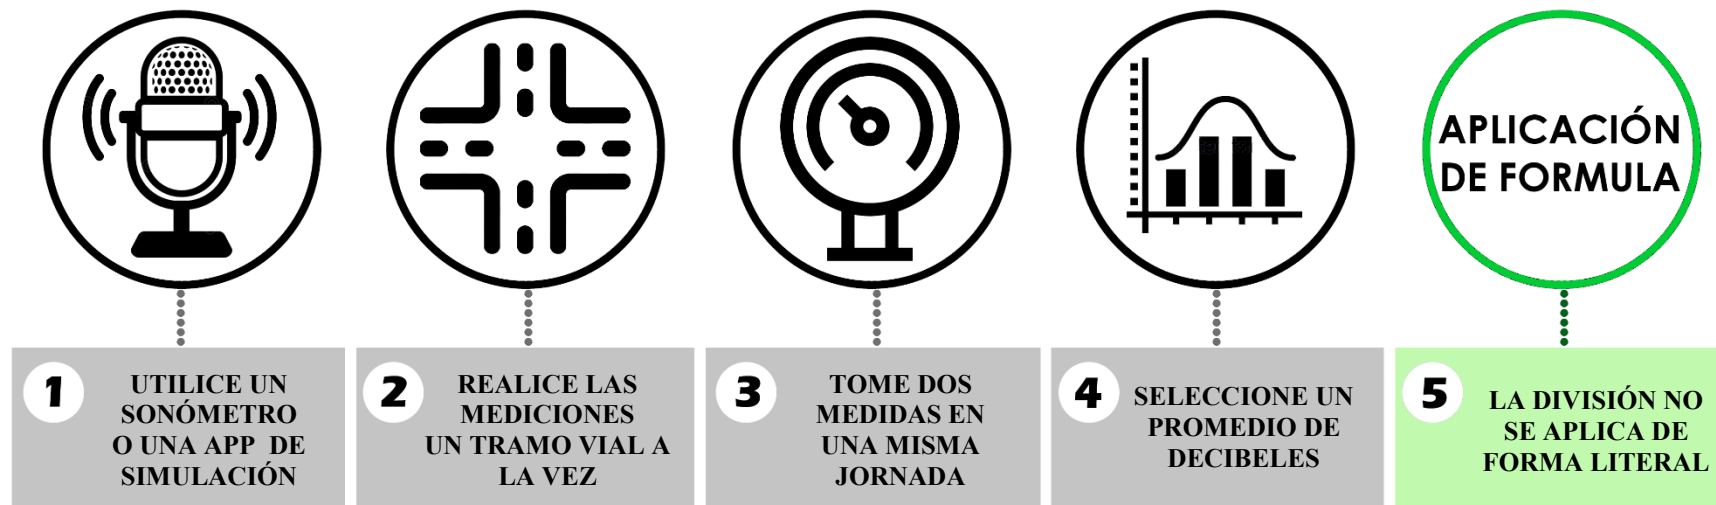 APLICACIÓN
DE FORMULA
1
UTILICE UN
SONÓMETRO
O UNA APP DE
SIMULACIÓN
2
REALICE LAS
MEDICIONES
UN TRAMO VIAL A
LA VEZ
3
TOME DOS
MEDIDAS EN
UNA MISMA
JORNADA
4
SELECCIONE UN
PROMEDIO DE
DECIBELES
5
LA DIVISIÓN NO
SE APLICA DE
FORMA LITERAL